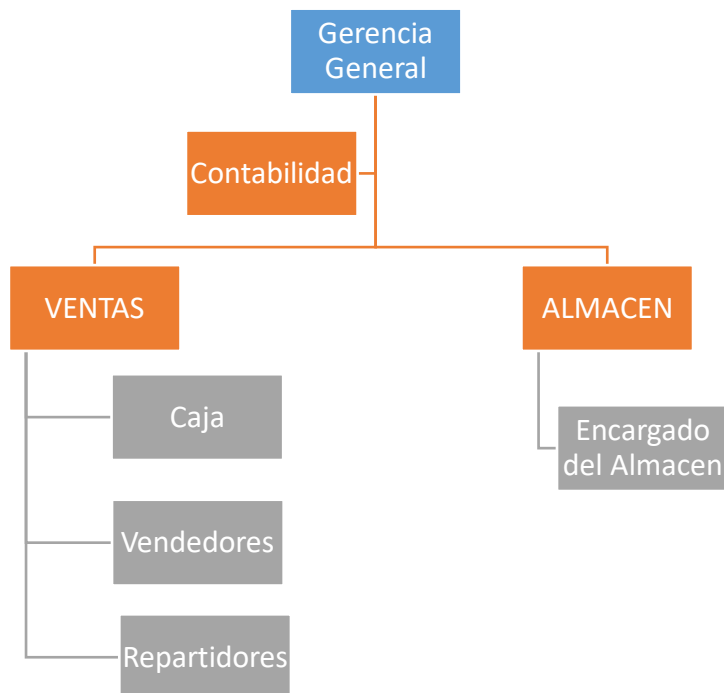 Gerencia
General
Contabilidad
VENTAS
ALMACEN
Caja
Encargado
del Almacen
Vendedores
Repartidores